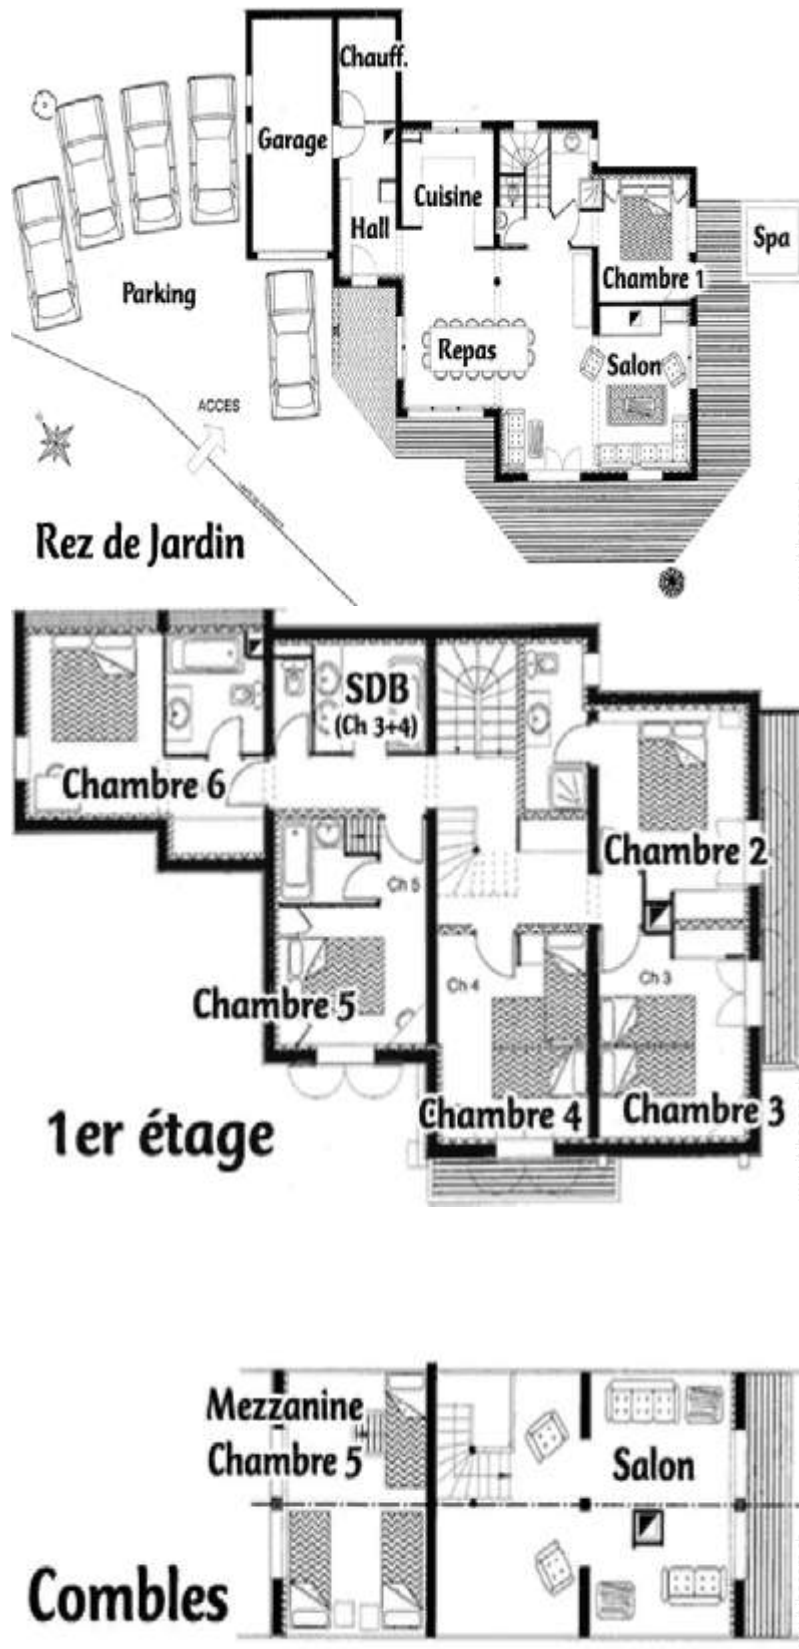 Chauff.
Garage
Cuisine
Hall
Spa
Chambre 1
Parking
Repas
Salon
ACCES
Rez de Jardin
SDB
(Ch 3+4)
Chambre 6
Chambre 2
Ch 5
Ch 4
Ch 3
Chambre 5
Chambre 4
Chambre 3
1er étage
Mezzanine
Chambre 5
Salon
Combles